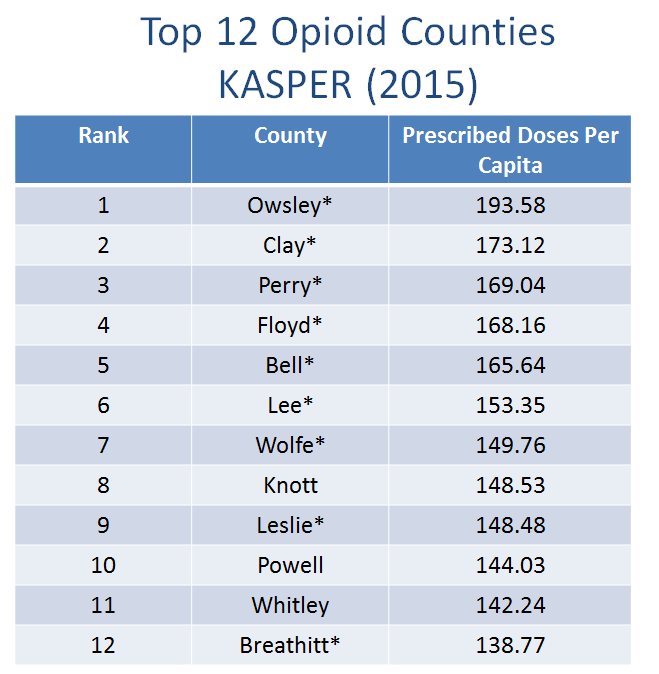 Top 12 Opioid Counties
KASPER (2015)
Rank County Prescribed Doses Per
Capita
1 Owsley* 193.58
2 Clay* 173.12
3 Perry* 169.04
4 Floyd* 168.16
5 Bell* 165.64
6 Lee* 153.35
7 Wolfe* 149.76
8 Knott 148.53
9 Leslie* 148.48
10 Powell 144.03
11 Whitley 142.24
12 Breathitt* 138.77